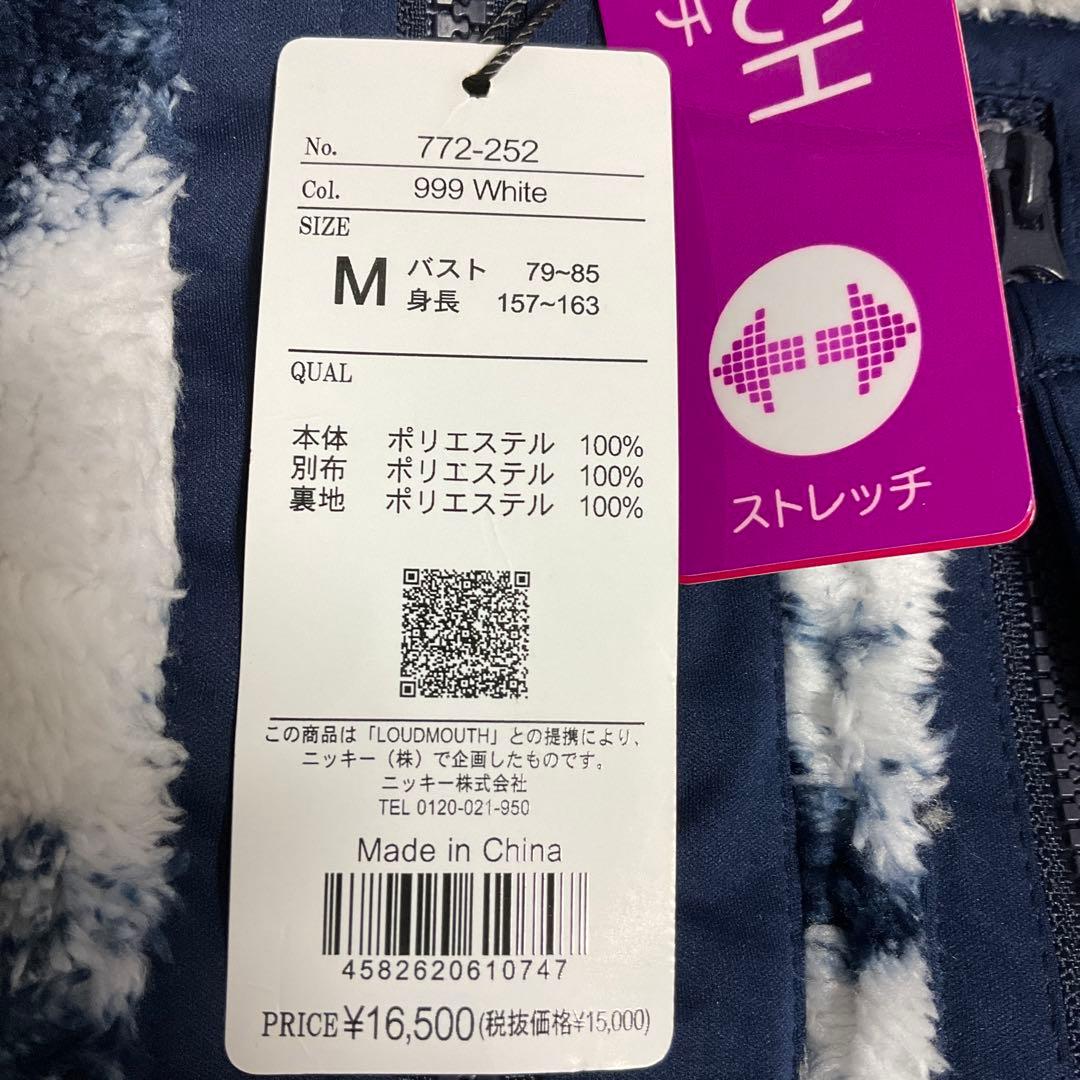 No. 772-252
Col. 999 White
SIZE
M バスト 79~85
身長 157~163
QUAL
本体 ポリエステル 100%
別布 ポリエステル 100%
裏地 ポリエステル 100%
この商品は「LOUDMOUTH」との提携により、
ニッキー（株）で企画したものです。
ニッキー株式会社
TEL 0120-021-950
Made in China
4582620610747
PRICE ¥16,500(税抜価格¥15,000)
CH
チ
ストレッチ